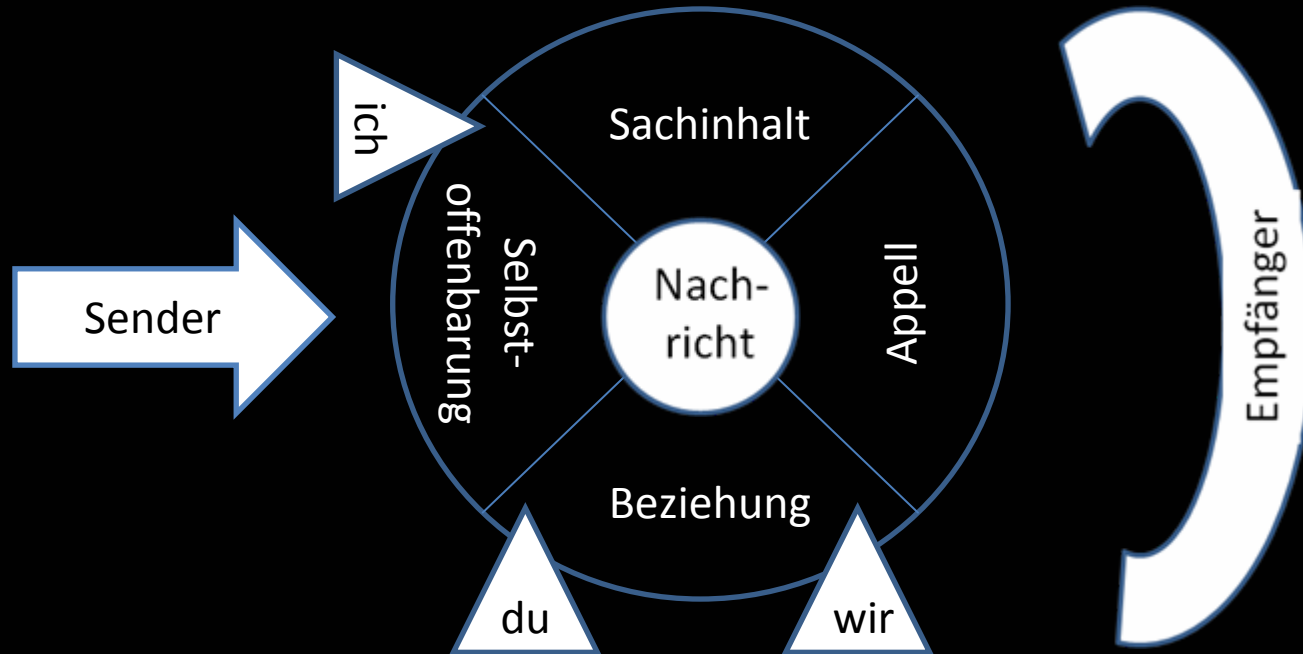 ich
Sachinhalt
Selbst-
offenbarung
Sender
Nach-
richt
Appell
Empfänger
Beziehung
du
wir